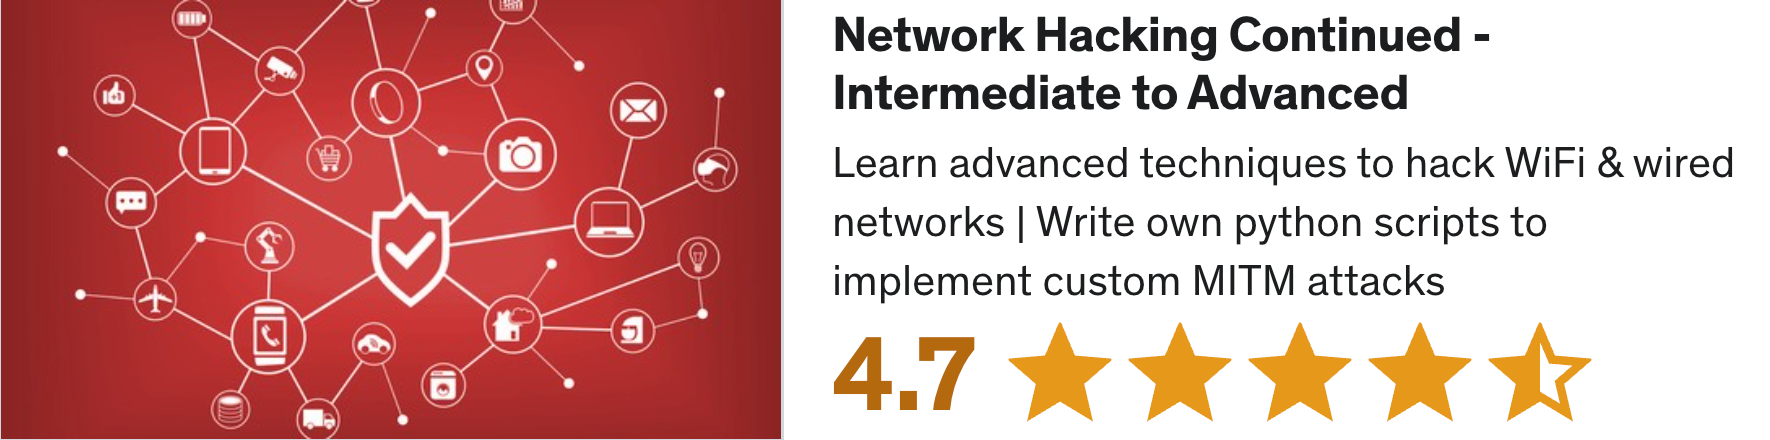 Network Hacking Continued -
Intermediate to Advanced
Learn advanced techniques to hack WiFi & wired
networks | Write own python scripts to
implement custom MITM attacks
4.7